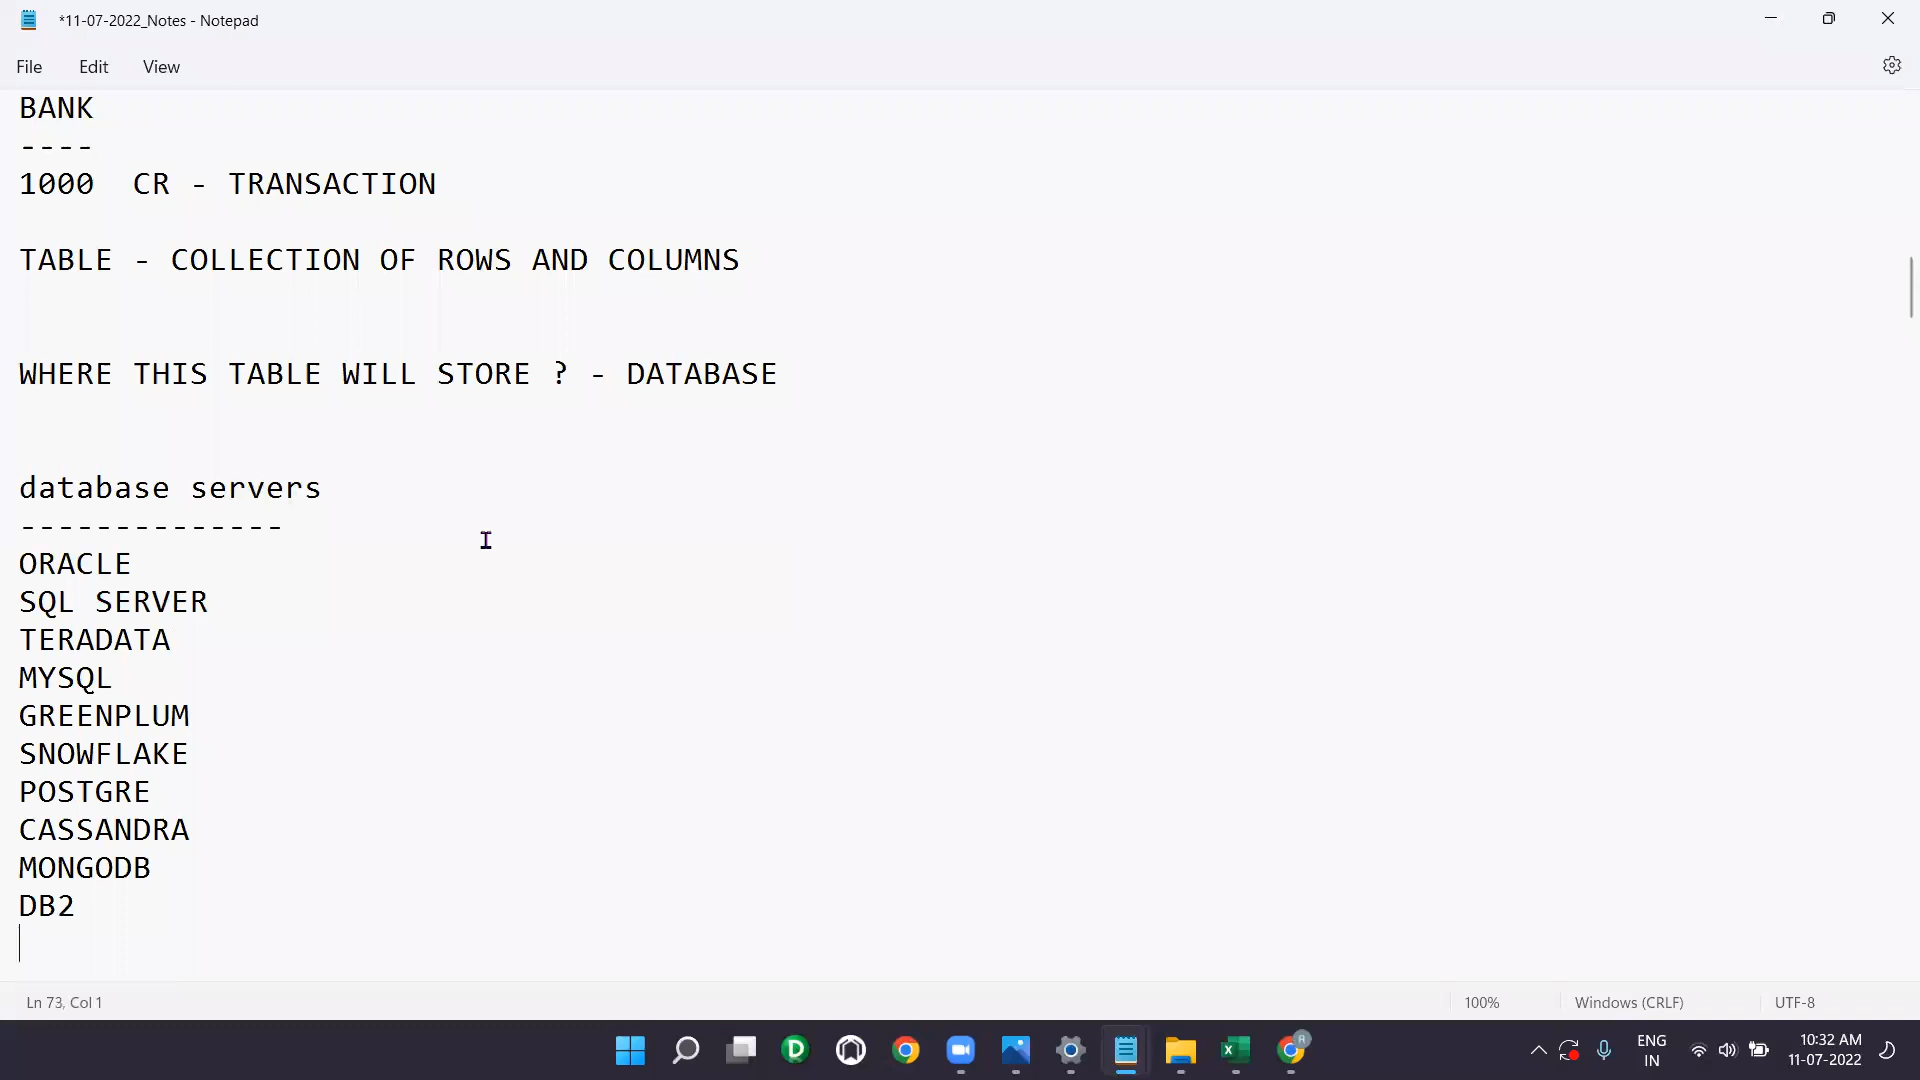 *11-07-2022_Notes - Notepad
File Edit View
BANK
----
1000  CR - TRANSACTION
TABLE - COLLECTION OF ROWS AND COLUMNS
WHERE THIS TABLE WILL STORE ? - DATABASE
database servers
--------------
ORACLE
SQL SERVER
TERADATA
MYSQL
GREENPLUM
SNOWFLAKE
POSTGRE
CASSANDRA
MONGODB
DB2
Ln 73, Col 1 100% Windows (CRLF) UTF-8
ENG 10:32 AM
IN 11-07-2022